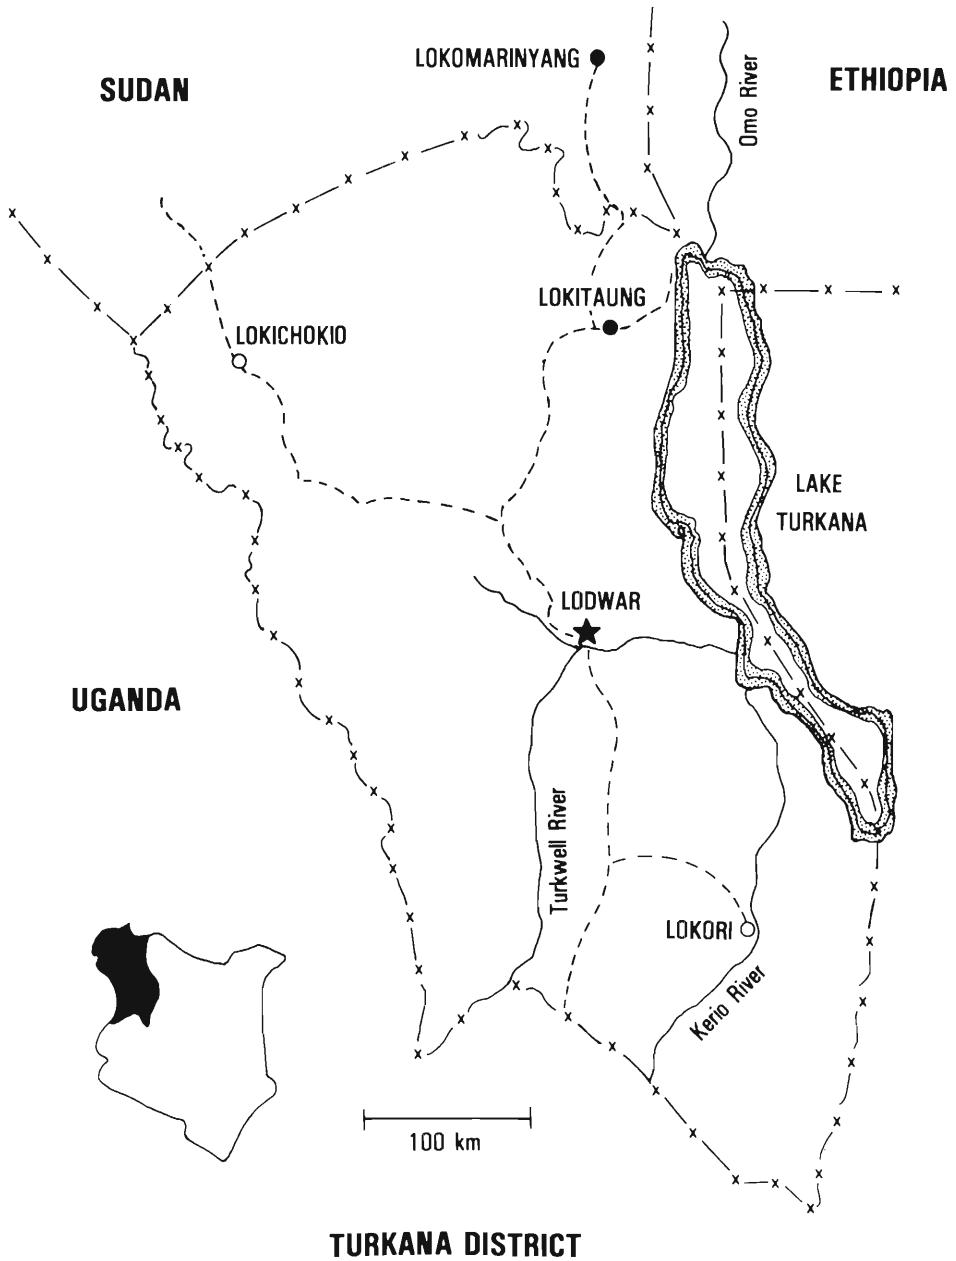 LOKOMARINYANG
SUDAN
ETHIOPIA
Omo River
LOKITAUNG
LOKICHOKIO
LAKE
TURKANA
LODWAR
UGANDA
Turkwell River
LOKORI
Kerio River
100 km
TURKANA DISTRICT